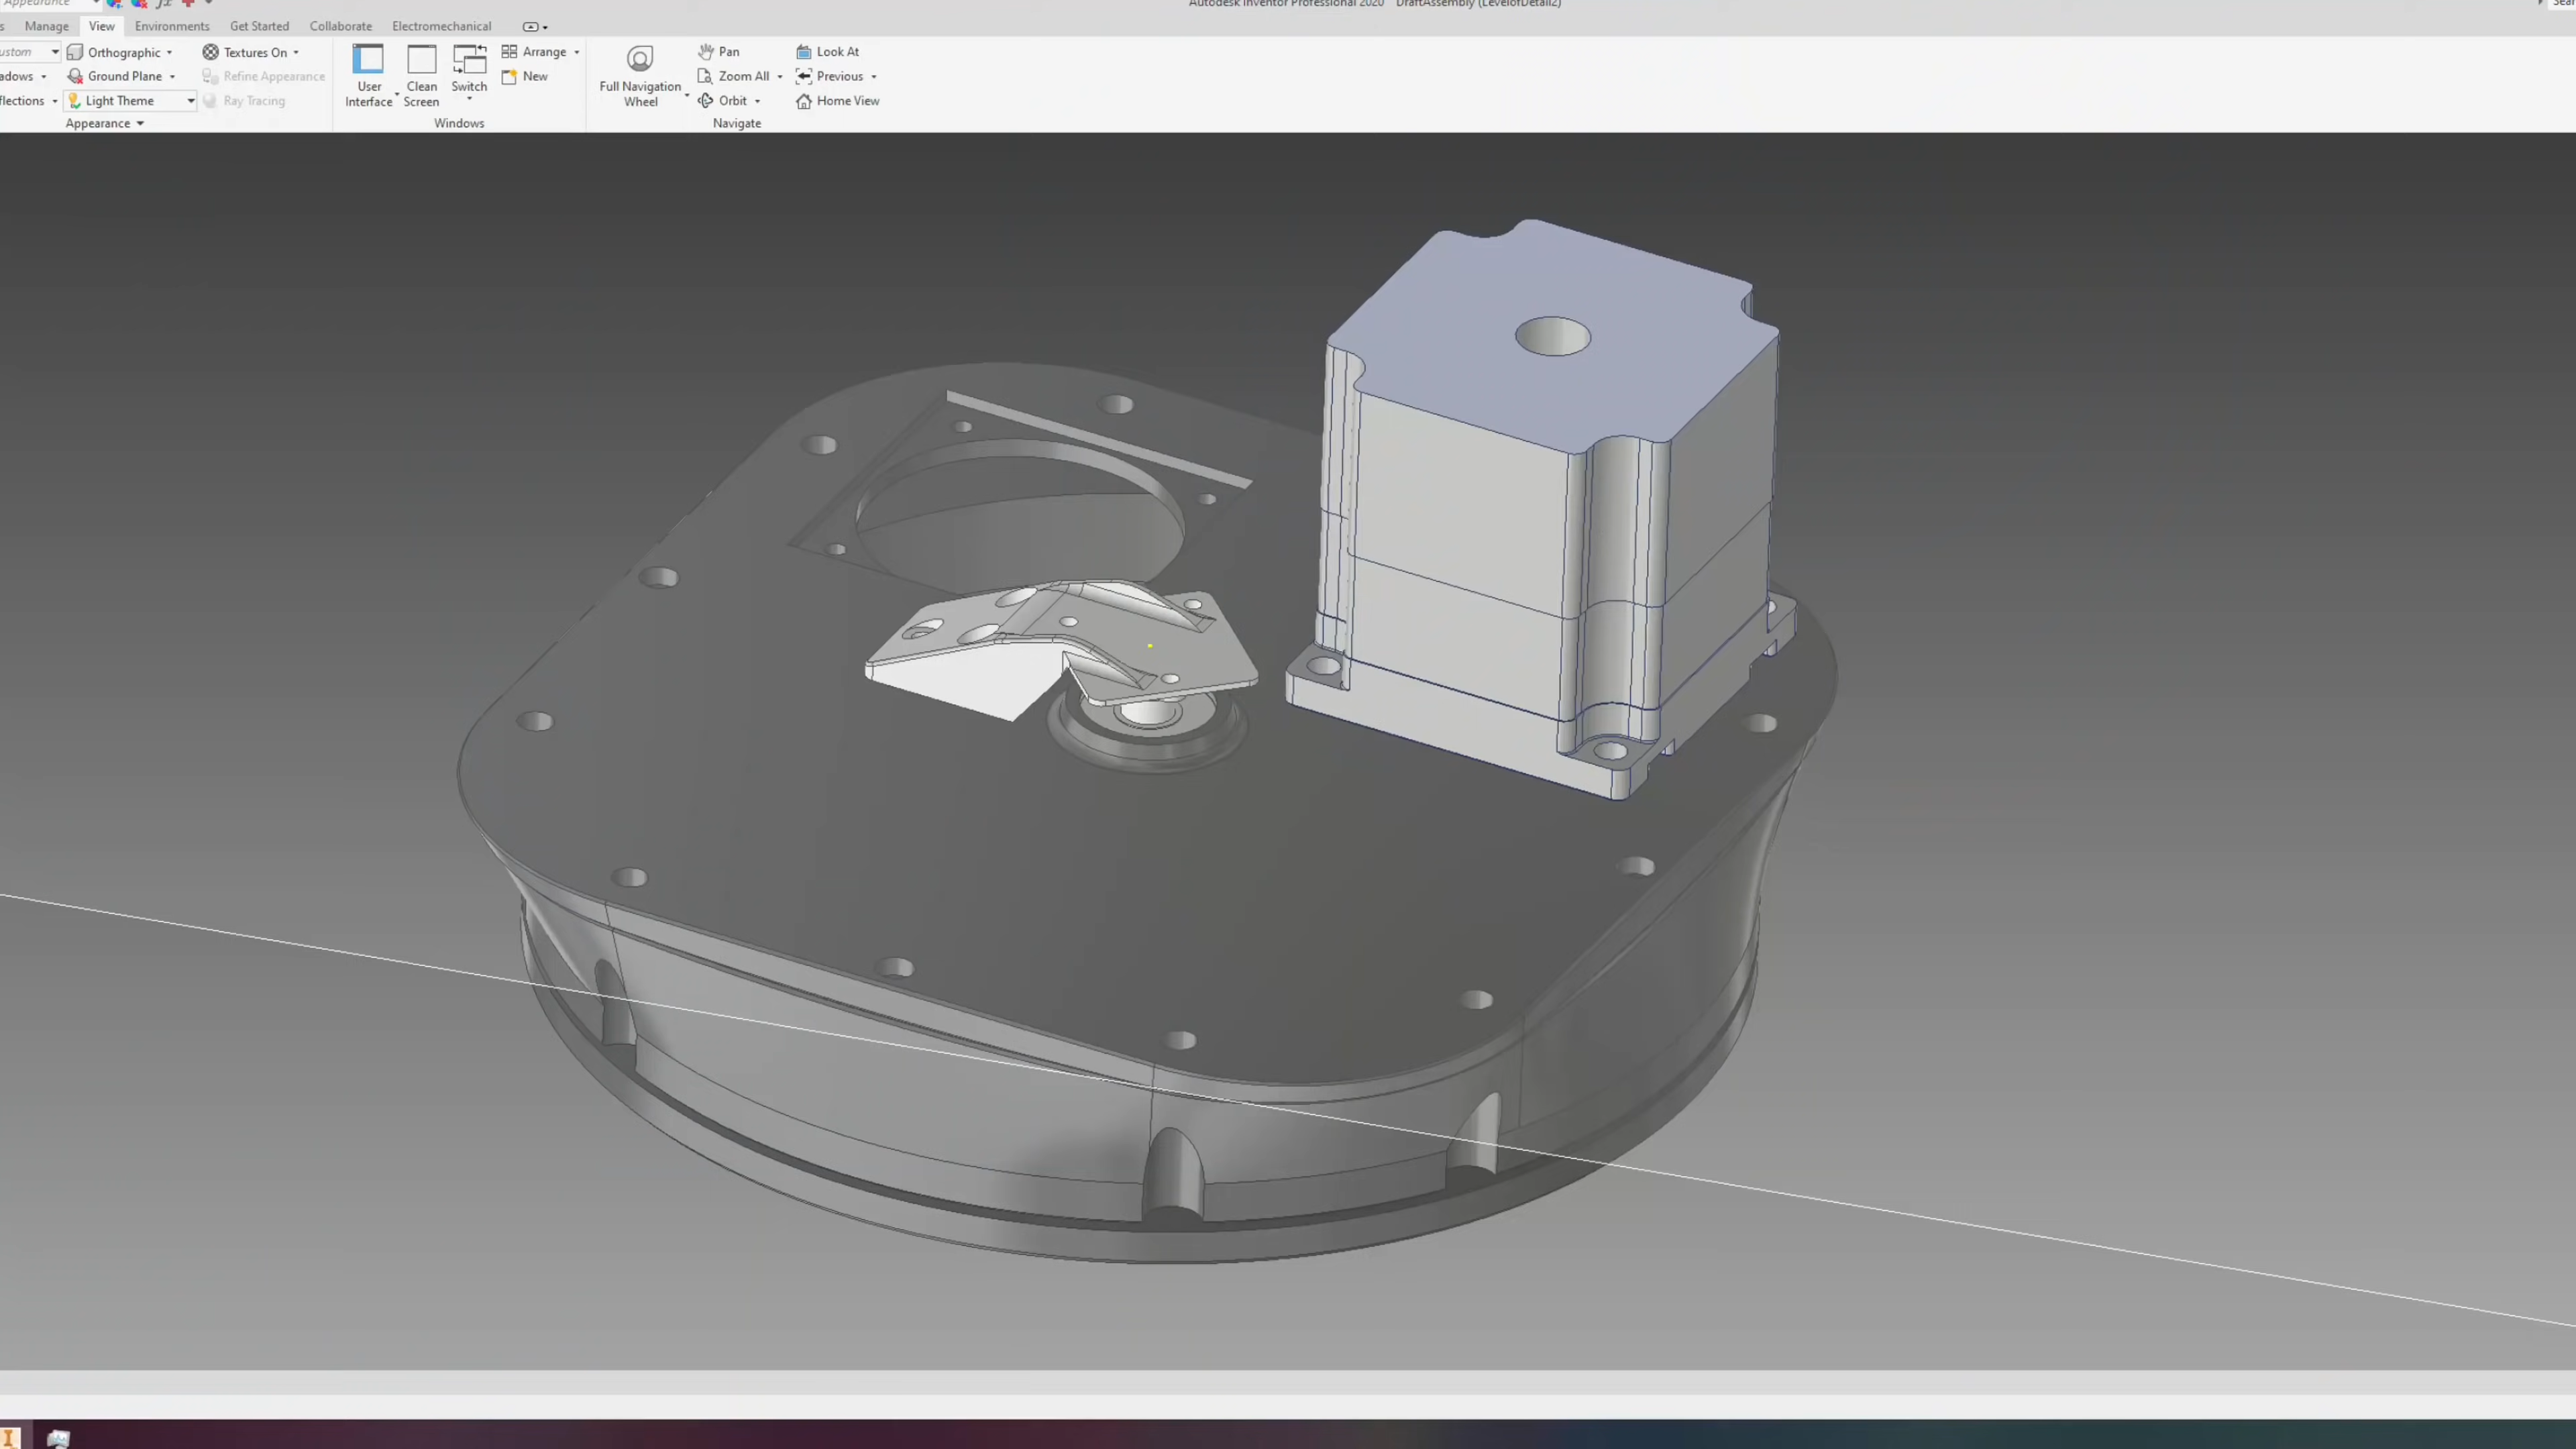 Appearance
Autodesk Inventor Professional 2020 DraftAssembly (LevelofDetail2)
Manage View Environments Get Started Collaborate Electromechanical
Orthographic Textures On Arrange Pan Look At
Ground Plane Refine Appearance New Zoom All Previous
Light Theme Ray Tracing Orbit Home View
User Interface
Clean Screen
Switch
Full Navigation Wheel
Appearance Windows Navigate